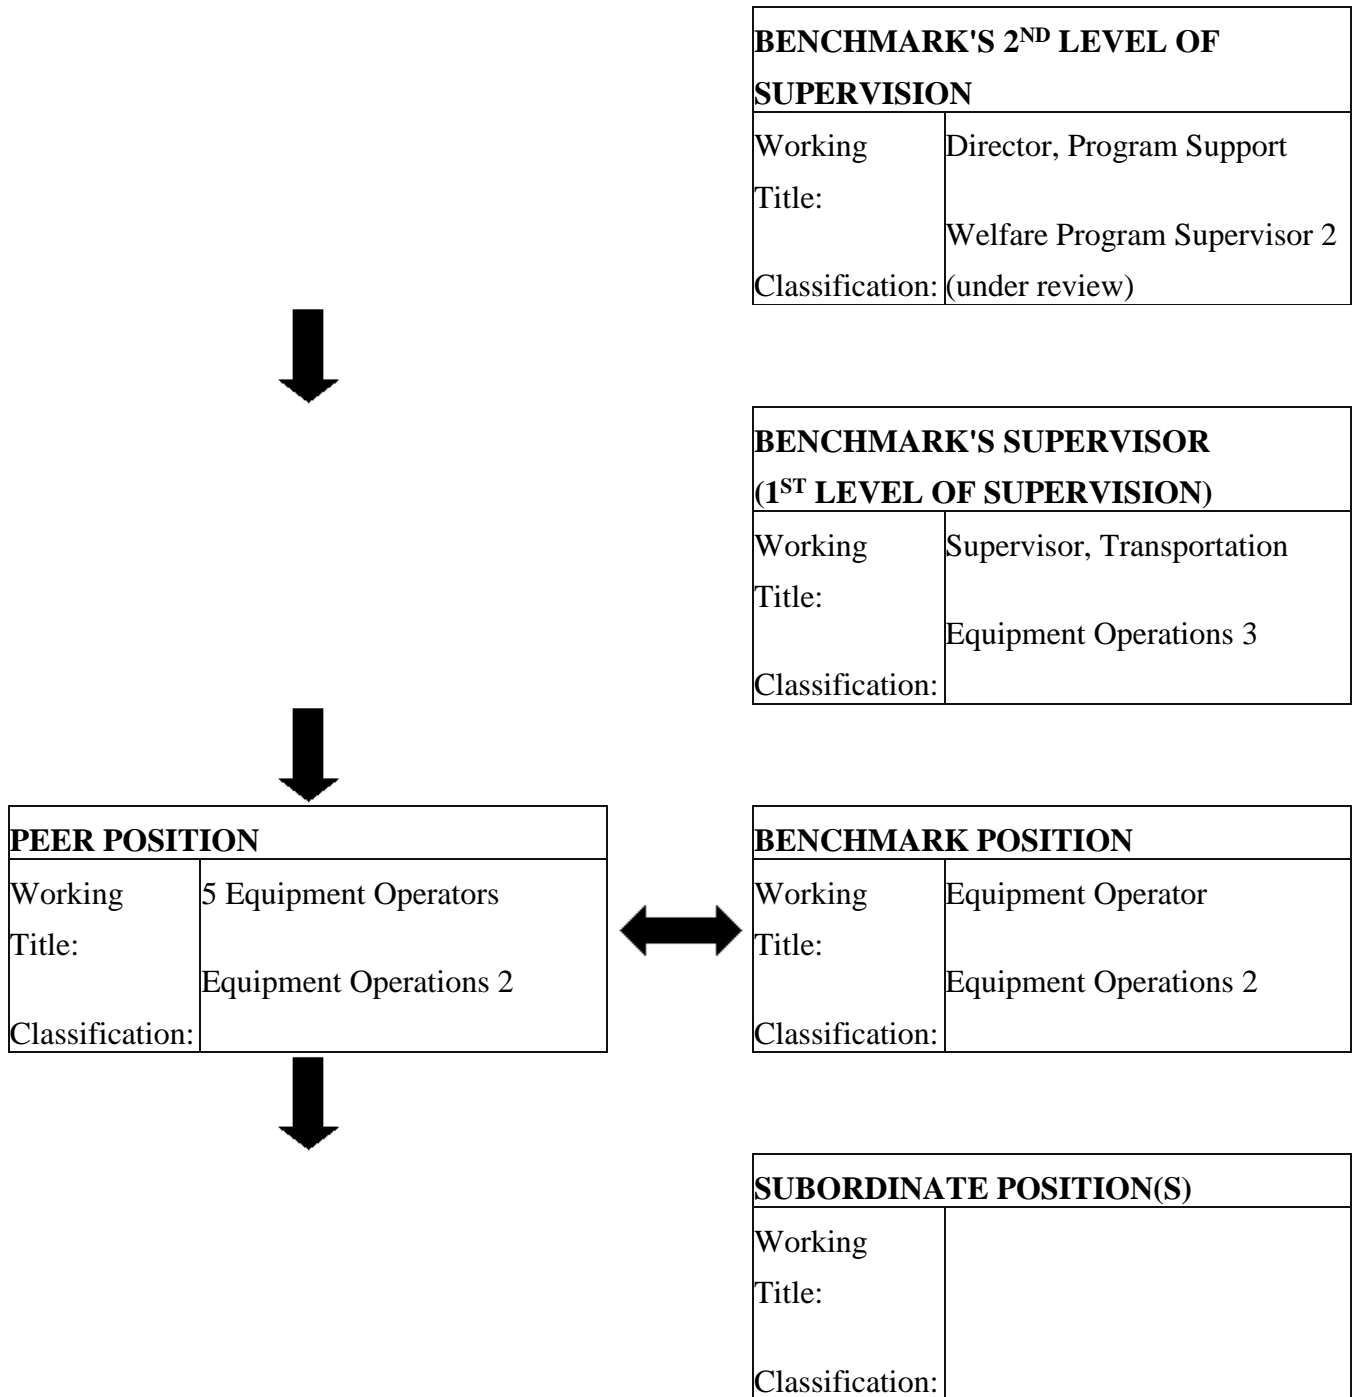 BENCHMARK'S 2ND LEVEL OF
SUPERVISION
Working Title:
Director, Program Support
Classification:
Welfare Program Supervisor 2
(under review)
BENCHMARK'S SUPERVISOR
(1ST LEVEL OF SUPERVISION)
Working Title:
Supervisor, Transportation
Classification:
Equipment Operations 3
PEER POSITION
Working Title:
5 Equipment Operators
Classification:
Equipment Operations 2
BENCHMARK POSITION
Working Title:
Equipment Operator
Classification:
Equipment Operations 2
SUBORDINATE POSITION(S)
Working
Title:
Classification: